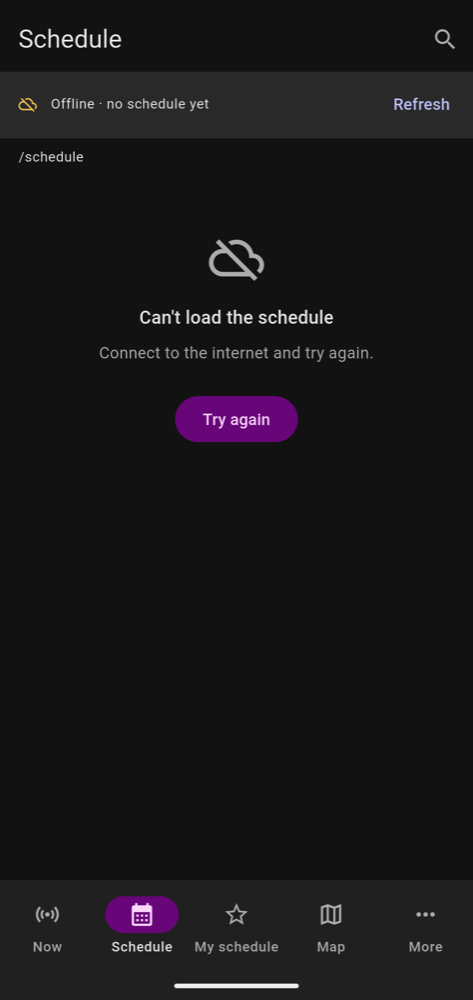 Schedule
Offline · no schedule yet
Refresh
/schedule
Can't load the schedule
Connect to the internet and try again.
Try again
Now
Schedule
My schedule
Map
More